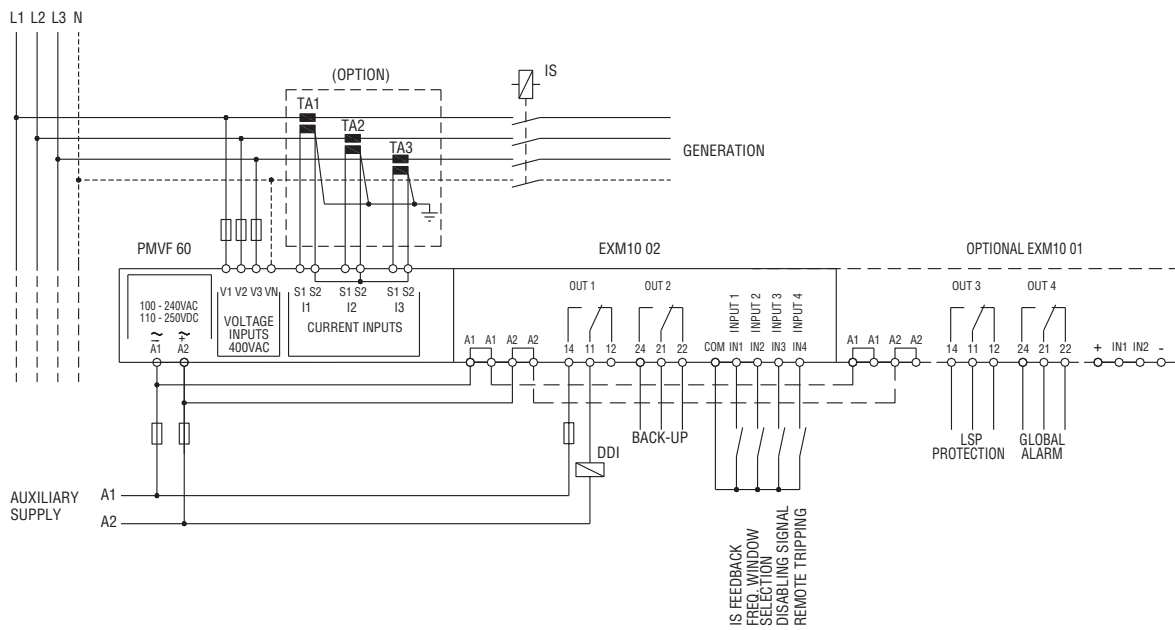 L1 L2 L3 N
(OPTION)
IS
TA1
TA2
TA3
GENERATION
PMVF 60
EXM10 02
OPTIONAL EXM10 01
100 - 240VAC
110 - 250VDC
~ ~
- +
A1 A2
V1 V2 V3 VN
VOLTAGE
INPUTS
400VAC
S1 S2 S1 S2 S1 S2
I1 I2 I3
CURRENT INPUTS
A1 A1 A2 A2
OUT 1
14 11 12
OUT 2
24 21 22
INPUT 1
INPUT 2
INPUT 3
INPUT 4
COM IN1 IN2 IN3 IN4
A1 A1 A2 A2
OUT 3
14 11 12
OUT 4
24 21 22
+ IN1 IN2 -
BACK-UP
LSP
PROTECTION
GLOBAL
ALARM
DDI
AUXILIARY
SUPPLY
A1
A2
IS FEEDBACK
FREQ. WINDOW
SELECTION
DISABLING SIGNAL
REMOTE TRIPPING